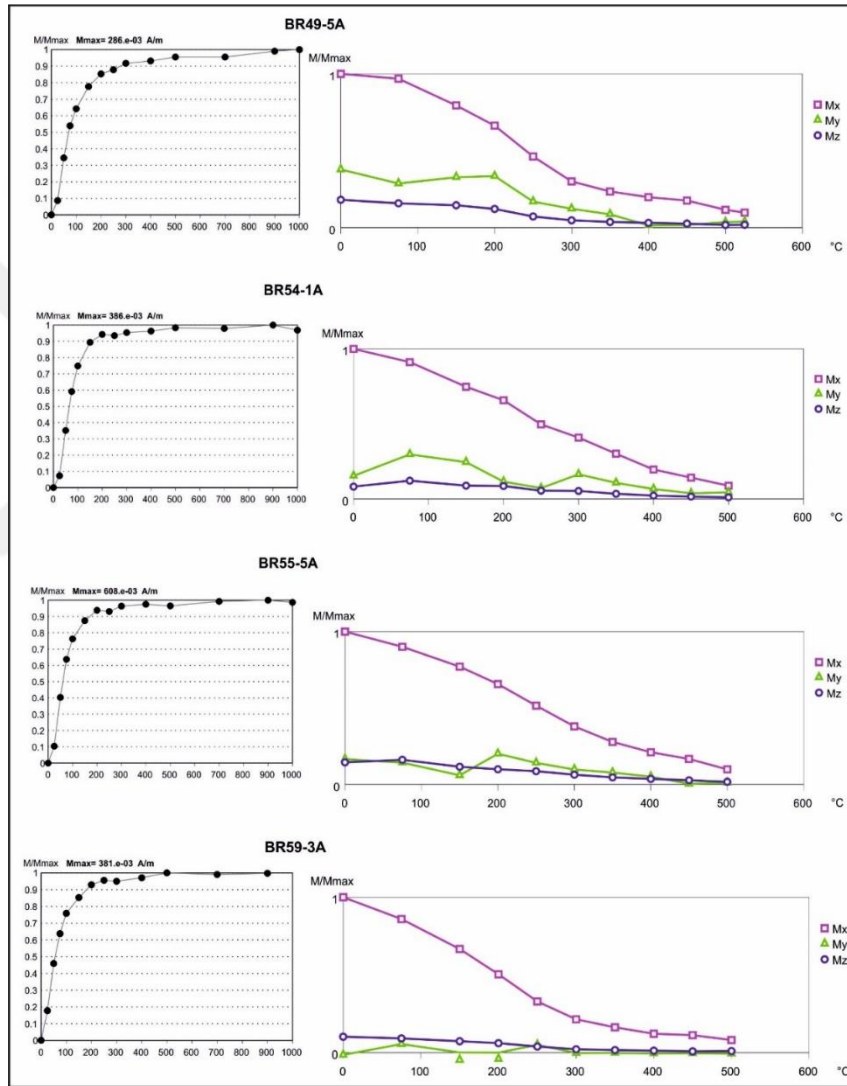 BR49-5A
M/Mmax Mmax= 286.e-03 A/m
1
0.9
0.8
0.7
0.6
0.5
0.4
0.3
0.2
0.1
0
0 100 200 300 400 500 600 700 800 900 1000
M/Mmax
1
0
0 100 200 300 400 500 600 °C
Mx
My
Mz
BR54-1A
M/Mmax Mmax= 386.e-03 A/m
1
0.9
0.8
0.7
0.6
0.5
0.4
0.3
0.2
0.1
0
0 100 200 300 400 500 600 700 800 900 1000
M/Mmax
1
0
0 100 200 300 400 500 600 °C
Mx
My
Mz
BR55-5A
M/Mmax Mmax= 608.e-03 A/m
1
0.9
0.8
0.7
0.6
0.5
0.4
0.3
0.2
0.1
0
0 100 200 300 400 500 600 700 800 900 1000
M/Mmax
1
0
0 100 200 300 400 500 600 °C
Mx
My
Mz
BR59-3A
M/Mmax Mmax= 381.e-03 A/m
1
0.9
0.8
0.7
0.6
0.5
0.4
0.3
0.2
0.1
0
0 100 200 300 400 500 600 700 800 900 1000
M/Mmax
1
0
0 100 200 300 400 500 600 °C
Mx
My
Mz